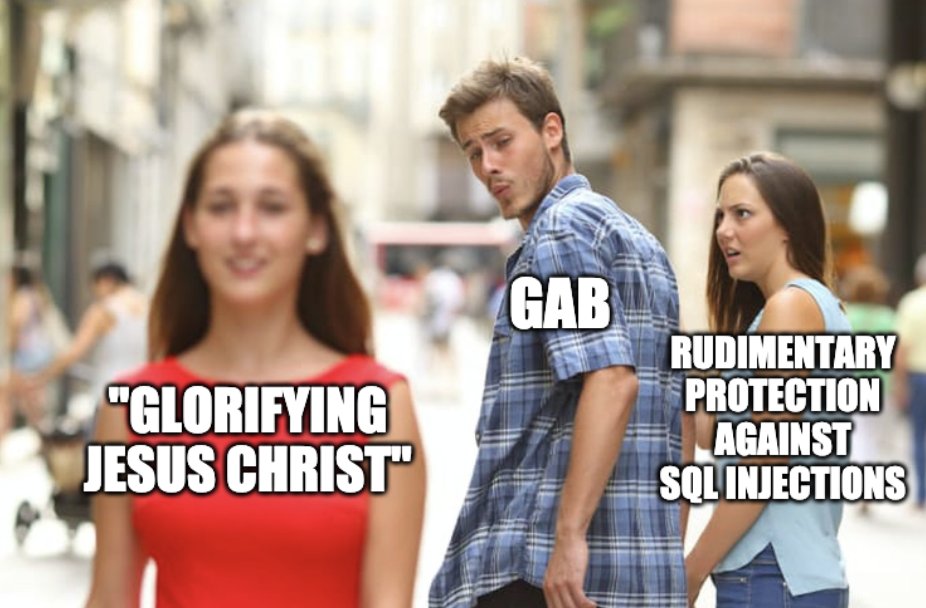 "GLORIFYING
JESUS CHRIST"
GAB
RUDIMENTARY
PROTECTION
AGAINST
SQL INJECTIONS